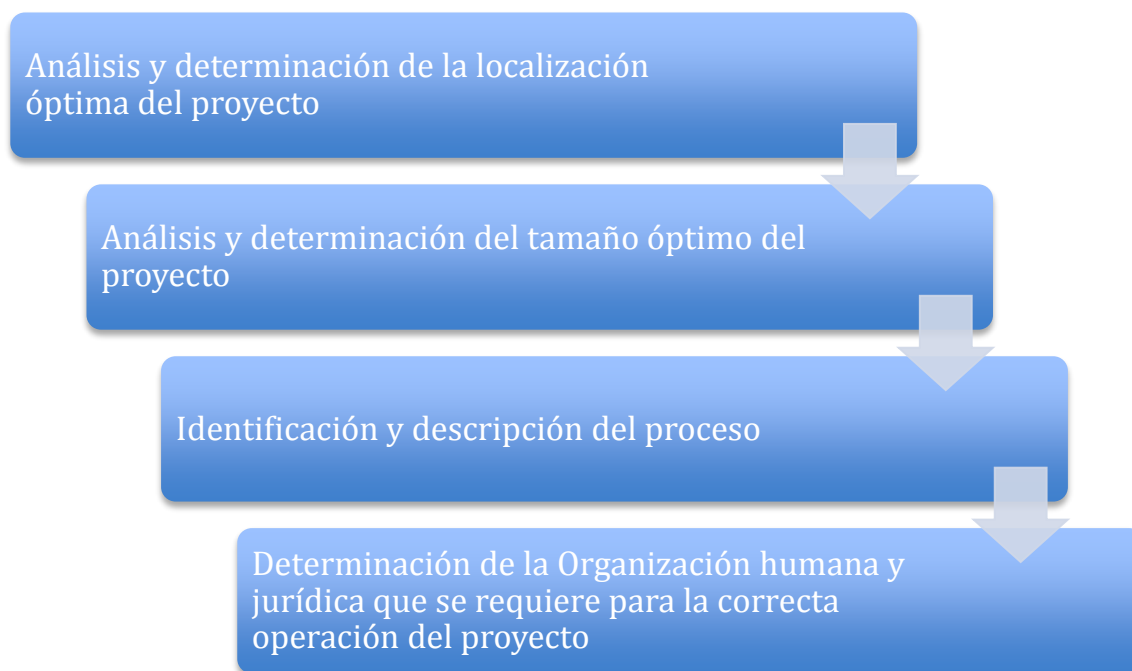 Análisis y determinación de la localización
óptima del proyecto
Análisis y determinación del tamaño óptimo del
proyecto
Identificación y descripción del proceso
Determinación de la Organización humana y
jurídica que se requiere para la correcta
operación del proyecto